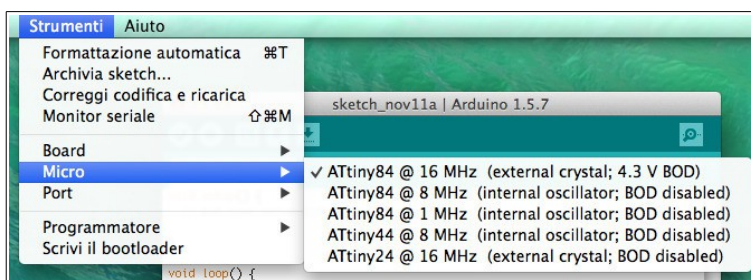 Strumenti Aiuto
Formattazione automatica ⌘T
Archivia sketch...
Correggi codifica e ricarica
Monitor seriale ⇧⌘M
sketch_nov11a | Arduino 1.5.7
Board ▶
Micro ▶
Port ▶
Programmatore ▶
Scrivi il bootloader
✓ ATtiny84 @ 16 MHz (external crystal; 4.3 V BOD)
ATtiny84 @ 8 MHz (internal oscillator; BOD disabled)
ATtiny84 @ 1 MHz (internal oscillator; BOD disabled)
ATtiny44 @ 8 MHz (internal oscillator; BOD disabled)
ATtiny24 @ 16 MHz (external crystal; BOD disabled)
void loop() {